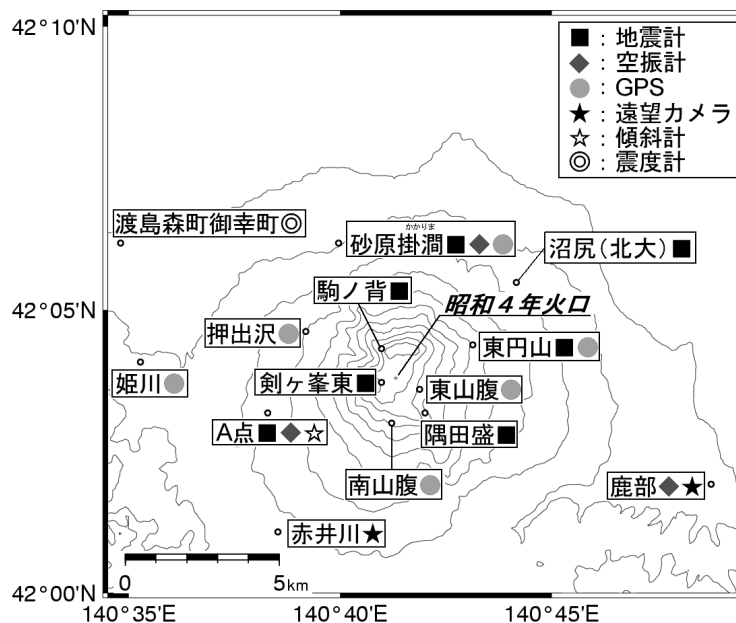 42°10'N
■ : 地震計
◆ : 空振計
● : GPS
★ : 遠望カメラ
☆ : 傾斜計
◎ : 震度計
渡島森町御幸町◎
かかりま
砂原掛澗■◆●
沼尻(北大)■
42°05'N
駒ノ背■
昭和4年火口
押出沢●
東円山■●
姫川●
剣ヶ峯東■
東山腹●
A点■◆☆
隅田盛■
南山腹●
鹿部◆★
赤井川★
0
5km
42°00'N
140°35'E
140°40'E
140°45'E